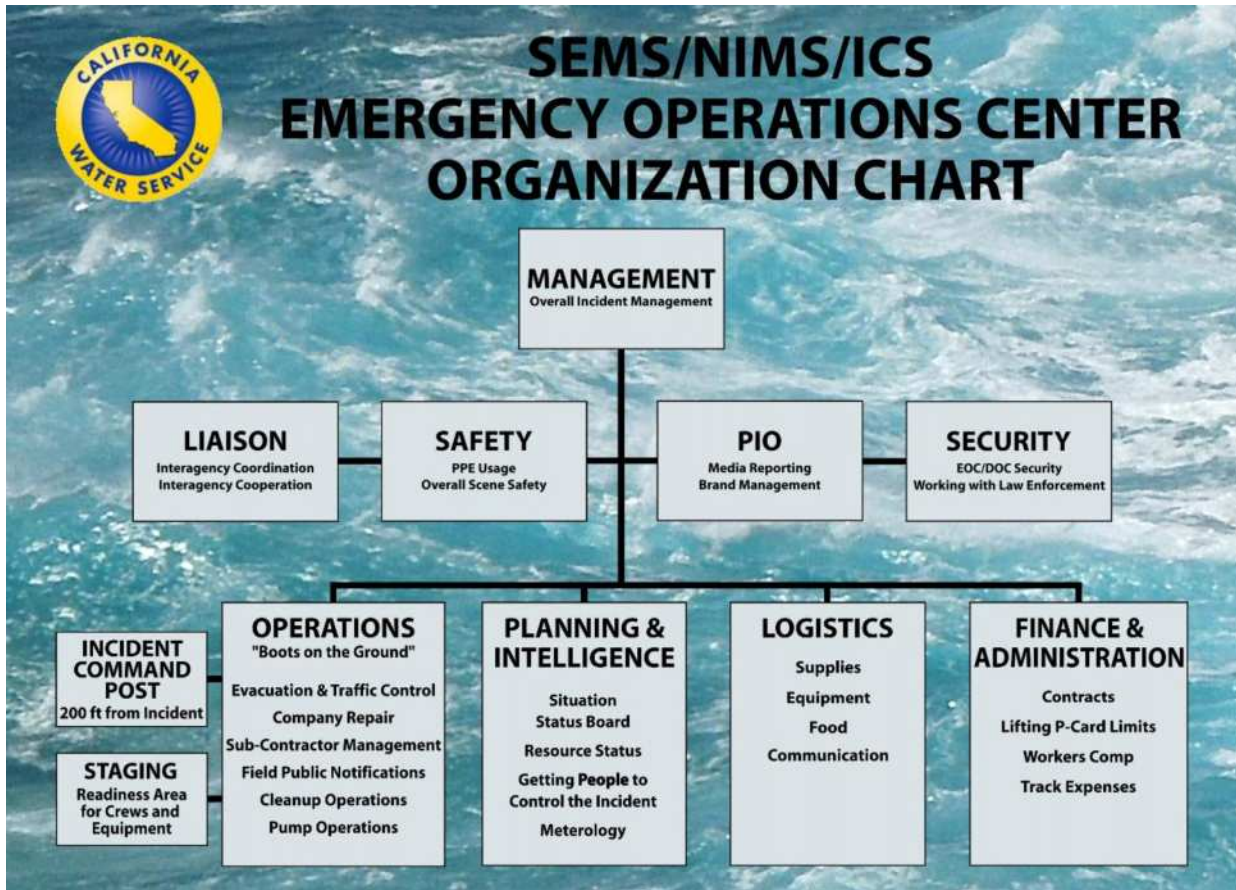 CALIFORNIA
WATER SERVICE
SEMS/NIMS/ICS
EMERGENCY OPERATIONS CENTER
ORGANIZATION CHART
MANAGEMENT
Overall Incident Management
LIAISON
Interagency Coordination
Interagency Cooperation
SAFETY
PPE Usage
Overall Scene Safety
PIO
Media Reporting
Brand Management
SECURITY
EOC/DOC Security
Working with Law Enforcement
INCIDENT
COMMAND
POST
200 ft from Incident
STAGING
Readiness Area
for Crews and
Equipment
OPERATIONS
"Boots on the Ground"
Evacuation & Traffic Control
Company Repair
Sub-Contractor Management
Field Public Notifications
Cleanup Operations
Pump Operations
PLANNING &
INTELLIGENCE
Situation
Status Board
Resource Status
Getting People to
Control the Incident
Meterology
LOGISTICS
Supplies
Equipment
Food
Communication
FINANCE &
ADMINISTRATION
Contracts
Lifting P-Card Limits
Workers Comp
Track Expenses